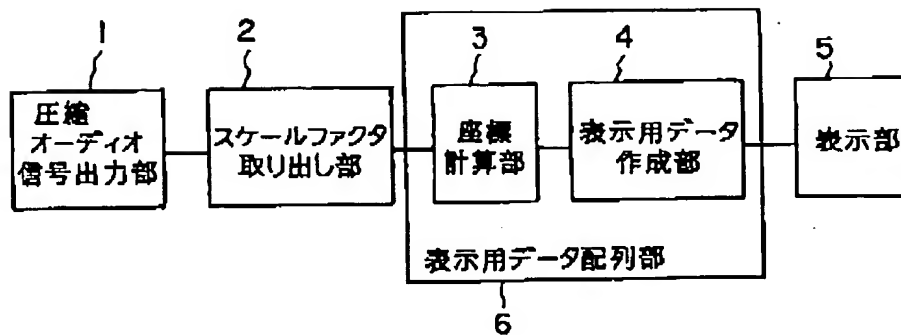 1
圧縮
オーディオ
信号出力部
2
スケールファクタ
取り出し部
3
座標
計算部
4
表示用データ
作成部
5
表示部
表示用データ配列部
6